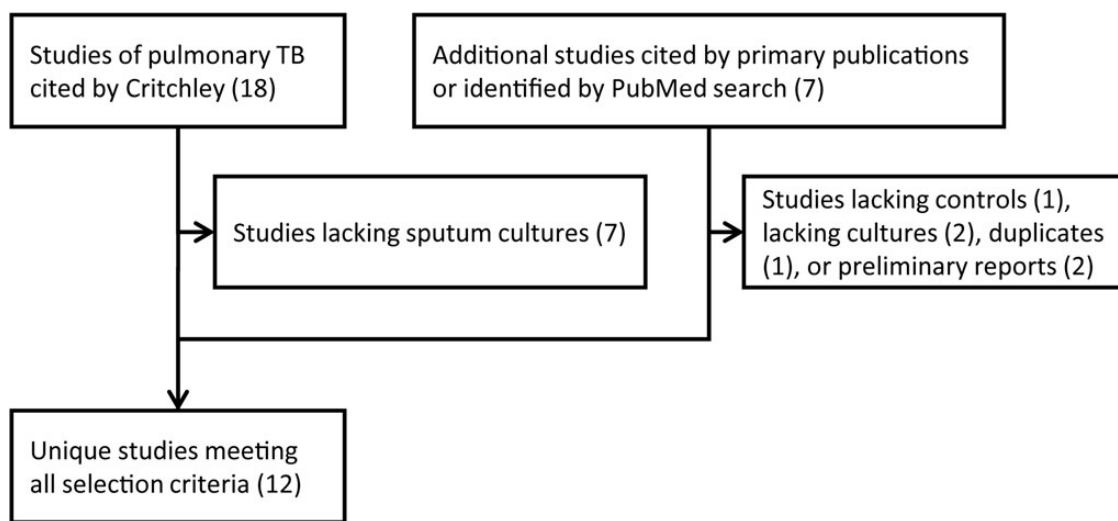 Studies of pulmonary TB
cited by Critchley (18)
Additional studies cited by primary publications
or identified by PubMed search (7)
Studies lacking sputum cultures (7)
Studies lacking controls (1),
lacking cultures (2), duplicates
(1), or preliminary reports (2)
Unique studies meeting
all selection criteria (12)